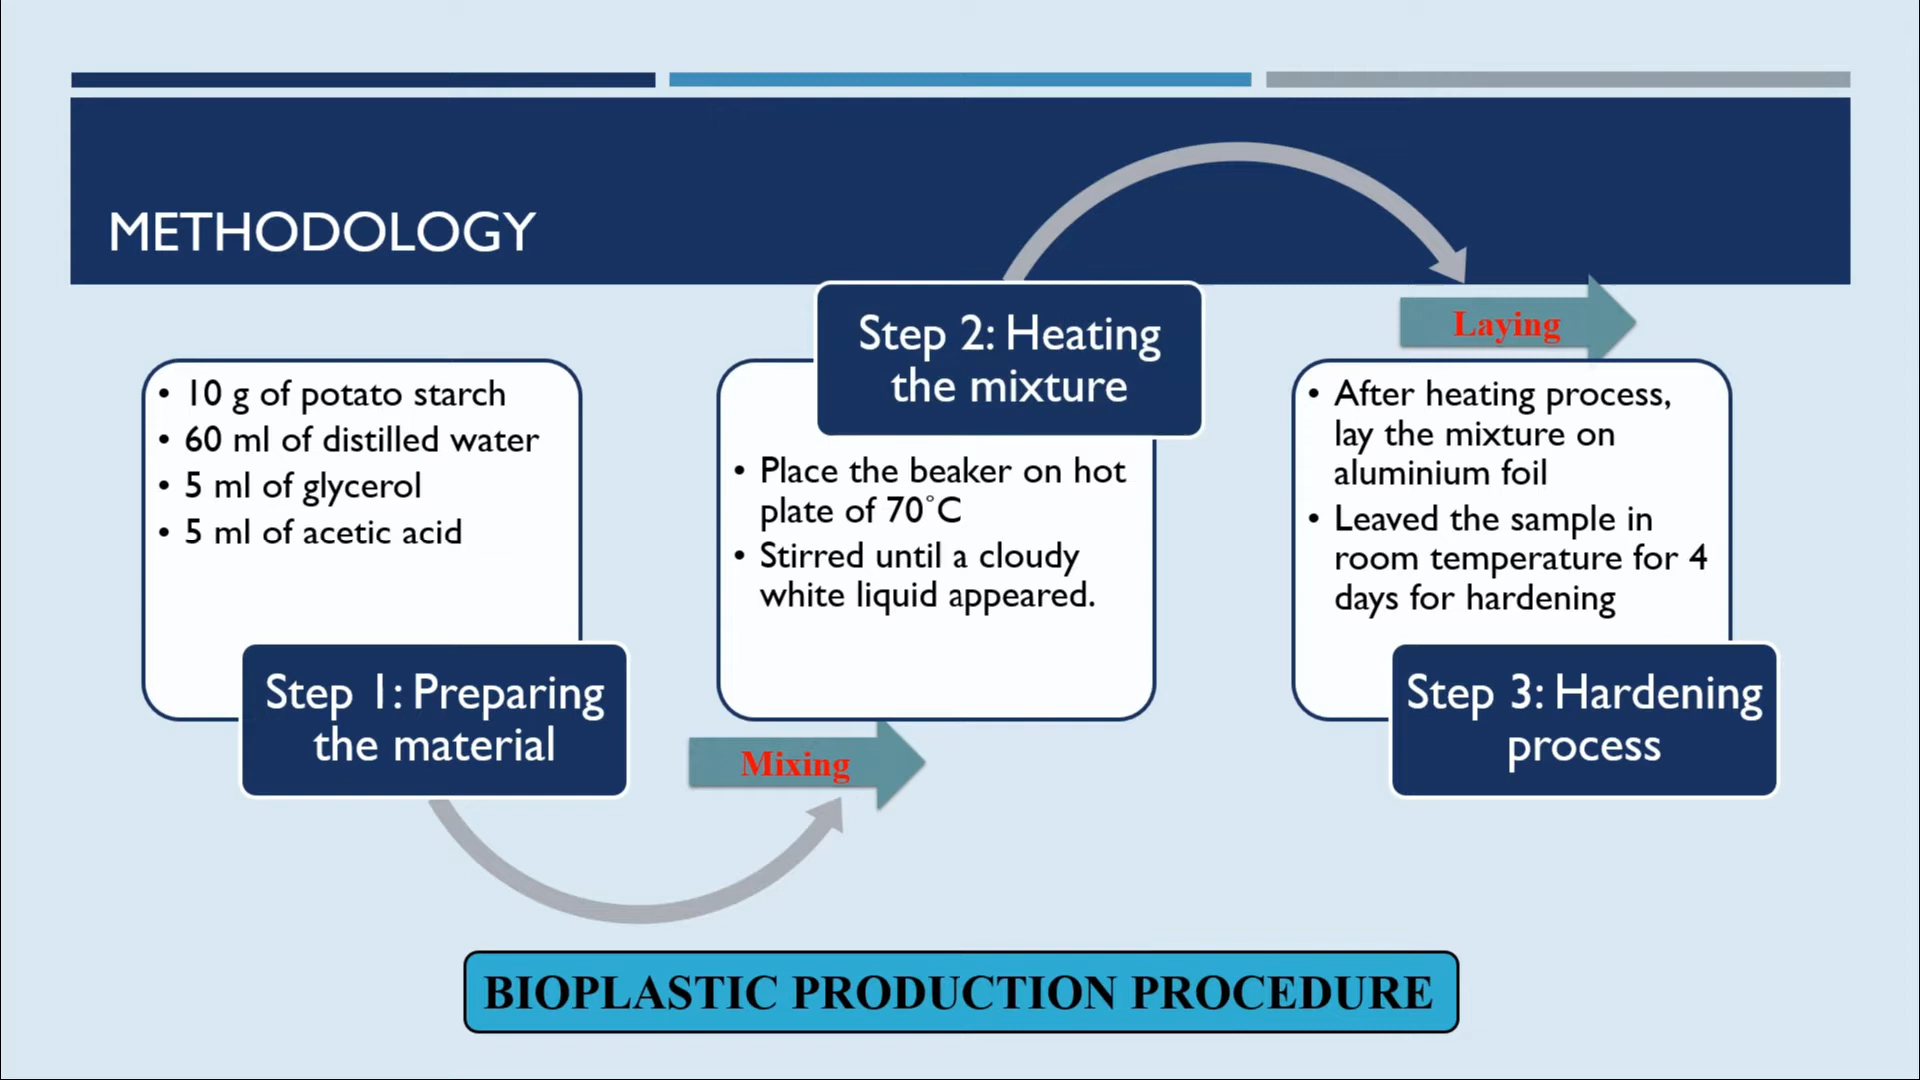 METHODOLOGY
• 10 g of potato starch
• 60 ml of distilled water
• 5 ml of glycerol
• 5 ml of acetic acid
Step 1: Preparing
the material
Mixing
Step 2: Heating
the mixture
• Place the beaker on hot
plate of 70°C
• Stirred until a cloudy
white liquid appeared.
Laying
• After heating process,
lay the mixture on
aluminium foil
• Leaved the sample in
room temperature for 4
days for hardening
Step 3: Hardening
process
BIOPLASTIC PRODUCTION PROCEDURE